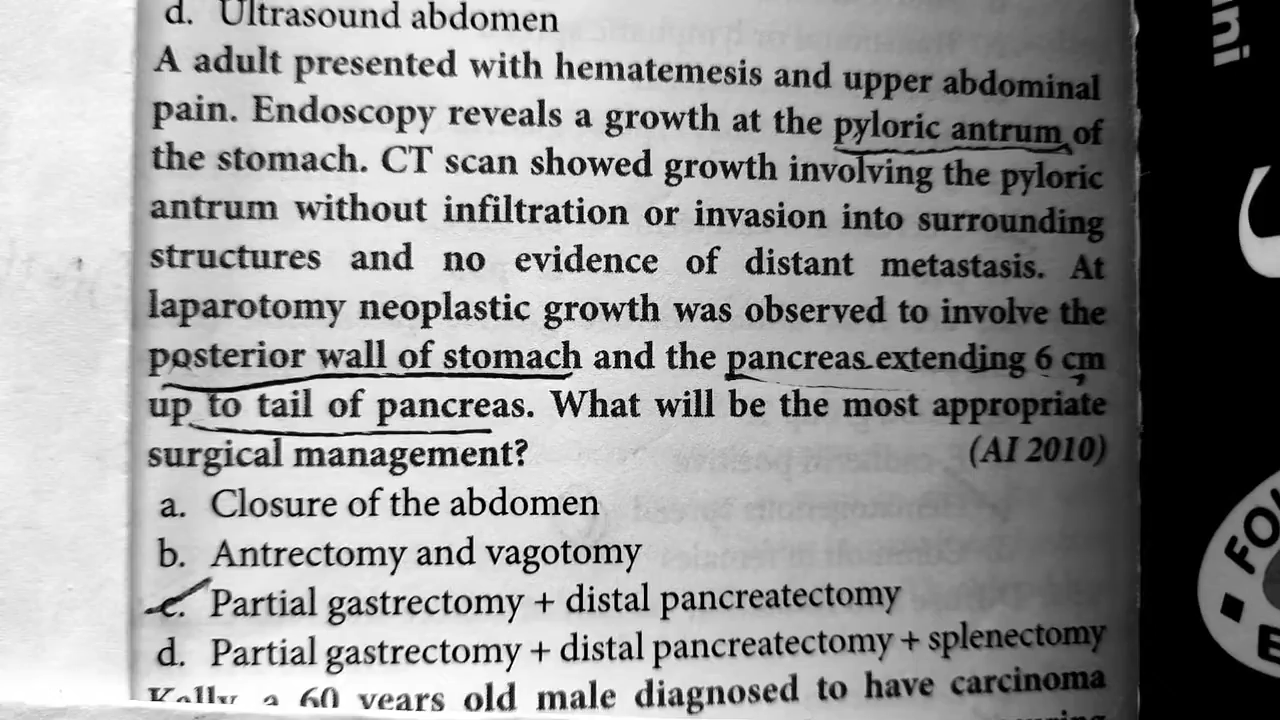 d. Ultrasound abdomen
A adult presented with hematemesis and upper abdominal
pain. Endoscopy reveals a growth at the pyloric antrum of
the stomach. CT scan showed growth involving the pyloric
antrum without infiltration or invasion into surrounding
structures and no evidence of distant metastasis. At
laparotomy neoplastic growth was observed to involve the
posterior wall of stomach and the pancreas extending 6 cm
up to tail of pancreas. What will be the most appropriate
surgical management? (AI 2010)
a. Closure of the abdomen
b. Antrectomy and vagotomy
c. Partial gastrectomy + distal pancreatectomy
d. Partial gastrectomy + distal pancreatectomy + splenectomy
a 60 years old male diagnosed to have carcinoma